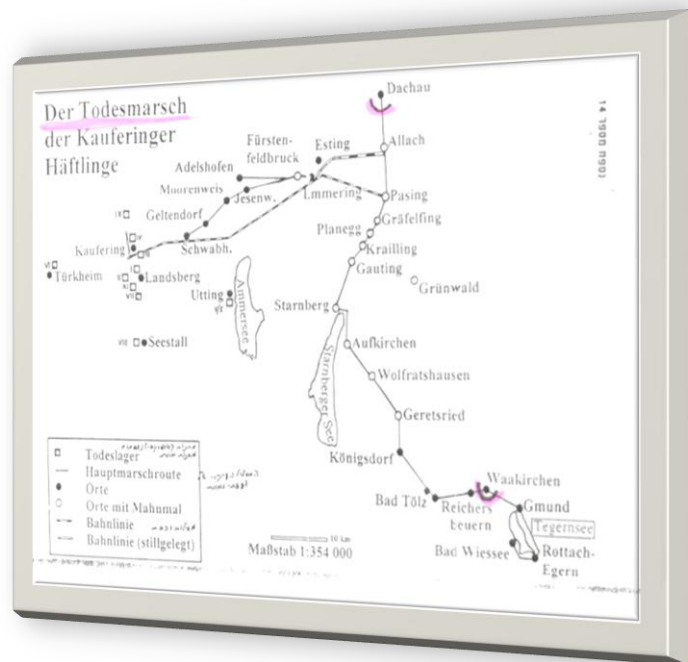 Der Todesmarsch
der Kauferinger
Häftlinge
Dachau
Allach
Esting
Fürsten-
feldbruck
Adelshofen
Moorenweis
Jesenw.
Emmering
Pasing
Geltendorf
Gräfelfing
Planegg
Krailling
Kaufering
Schwabh.
Gauting
Türkheim
Landsberg
Grünwald
Utting
Ammersee
Starnberg
Seestall
Aufkirchen
Starnberger See
Wolfratshausen
Geretsried
Königsdorf
Waakirchen
Bad Tölz
Reichers
beuern
Gmund
Tegernsee
Bad Wiessee
Rottach-
Egern
Todeslager
Hauptmarschroute
Orte
Orte mit Mahnmal
Bahnlinie
Bahnlinie (stillgelegt)
10 km
Maßstab 1:354 000